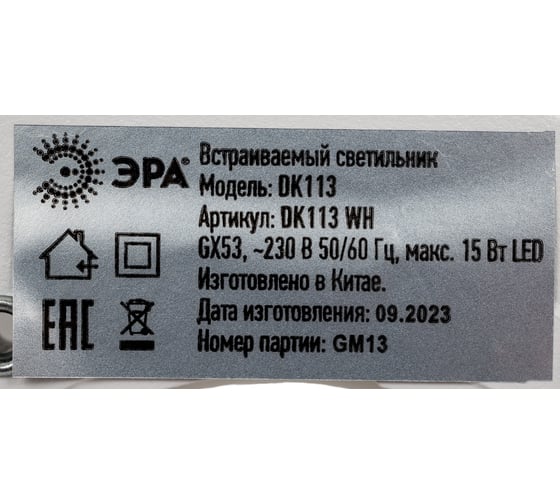 ЭРА®
Встраиваемый светильник
Модель: DK113
Артикул: DK113 WH
GX53, ~230 В 50/60 Гц, макс. 15 Вт LED
Изготовлено в Китае.
Дата изготовления: 09.2023
Номер партии: GM13
EAC